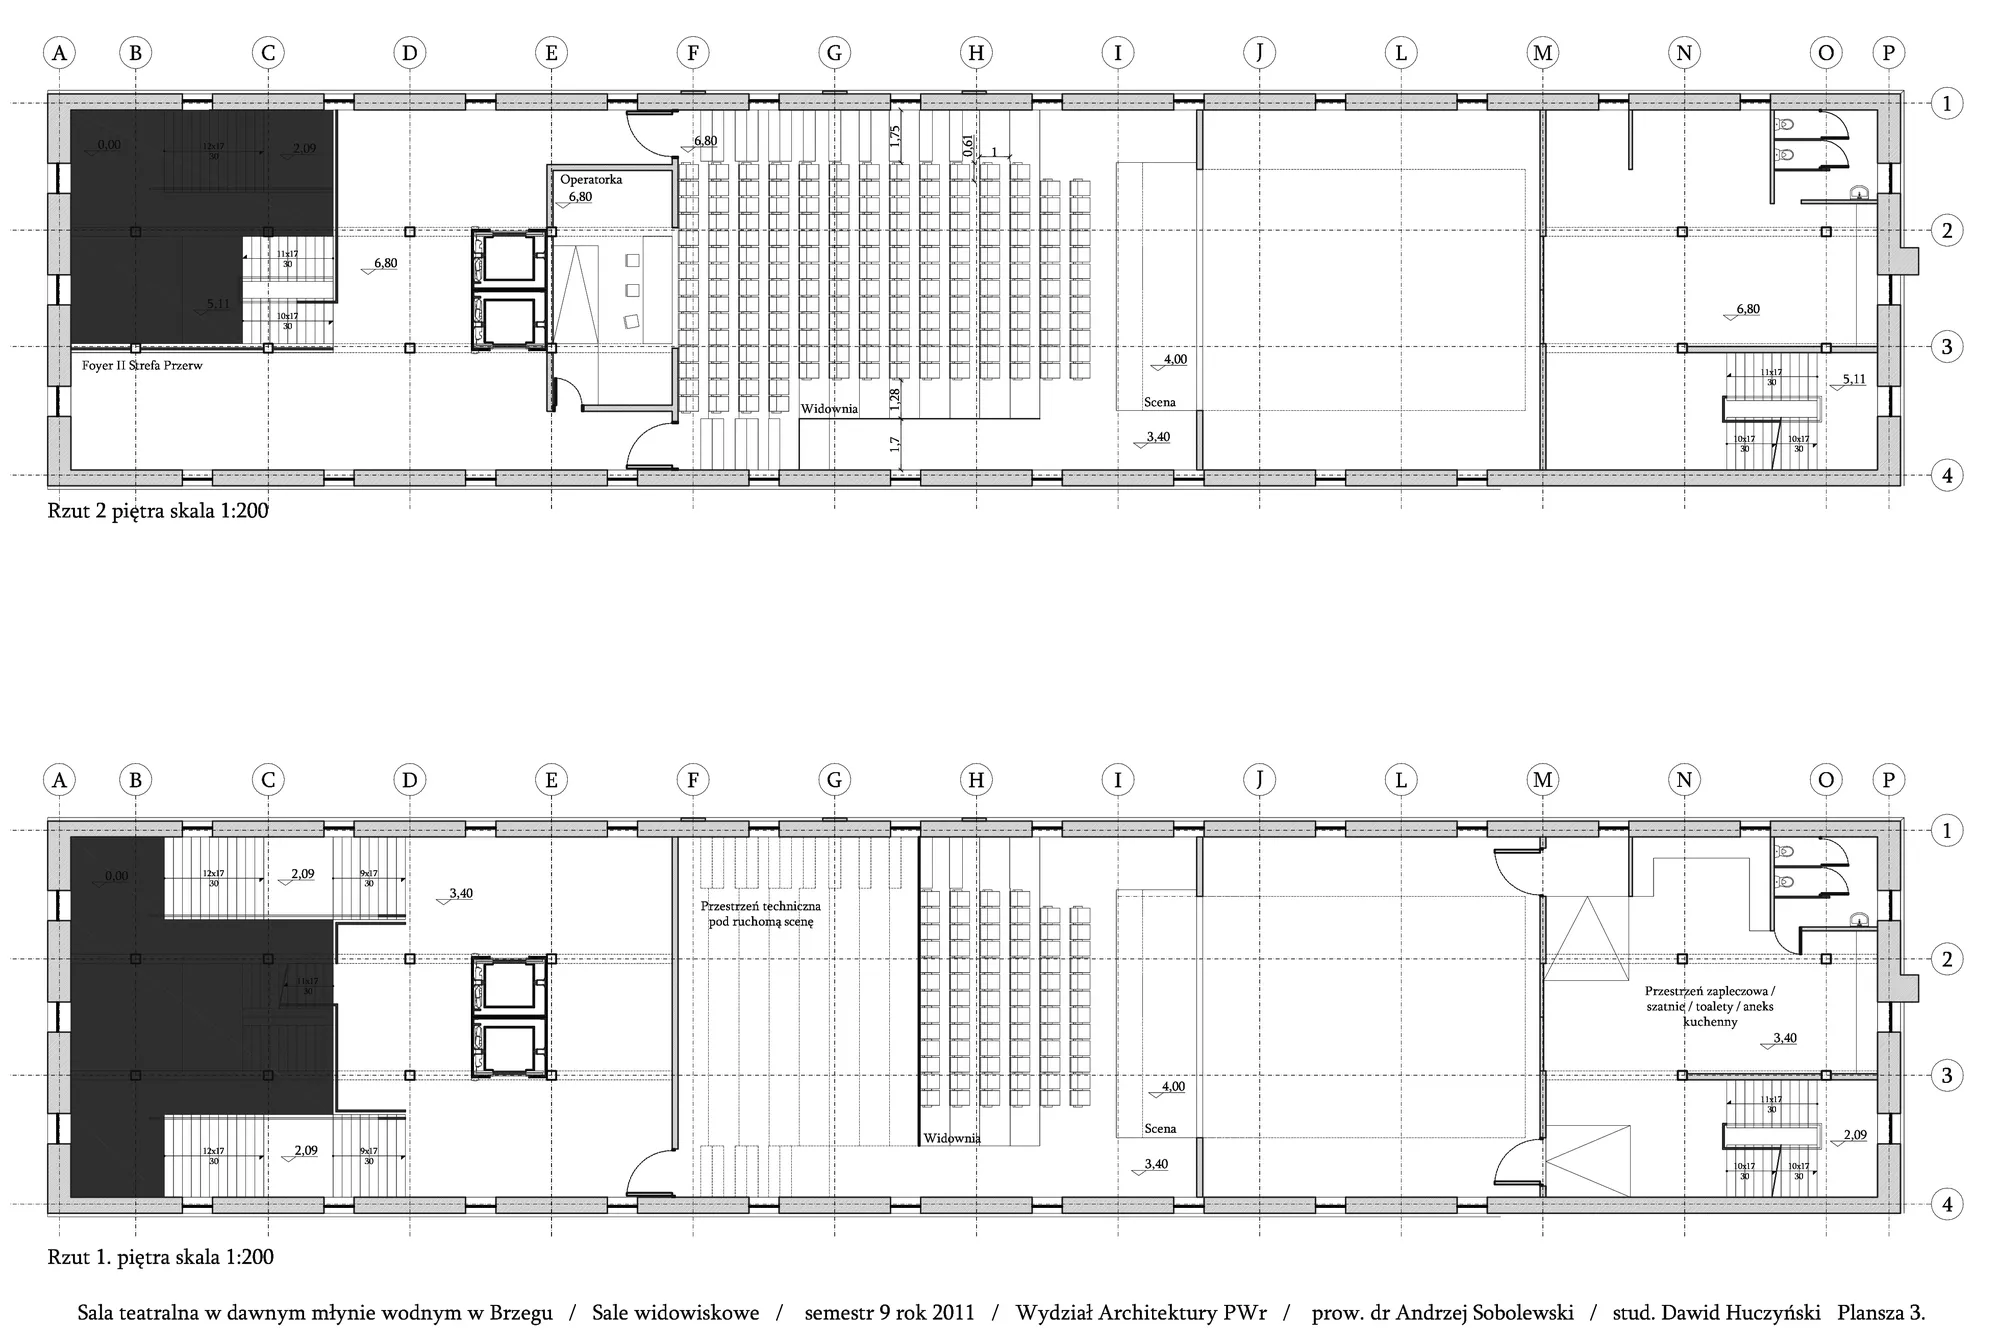 A B C D E F G H I J L M N O P
1
0,00
12x17
30
2,09
6,80
1,75
0,61
1
Operatorka
6,80
2
11x17
30
6,80
5,11
10x17
30
6,80
3
Foyer II Strefa Przerw
4,00
11x17
30
5,11
1,28
Widownia
Scena
3,40
1,7
10x17
30
10x17
30
4
Rzut 2 piętra skala 1:200
A B C D E F G H I J L M N O P
1
0,00
12x17
30
2,09
9x17
30
3,40
Przestrzeń techniczna
pod ruchomą scenę
2
11x17
30
Przestrzeń zapleczowa /
szatnie / toalety / aneks
kuchenny
3,40
3
4,00
11x17
30
Scena
Widownia
2,09
12x17
30
2,09
9x17
30
3,40
10x17
30
10x17
30
4
Rzut 1. piętra skala 1:200
Sala teatralna w dawnym młynie wodnym w Brzegu / Sale widowiskowe / semestr 9 rok 2011 / Wydział Architektury PWr / prow. dr Andrzej Sobolewski / stud. Dawid Huczyński Plansza 3.